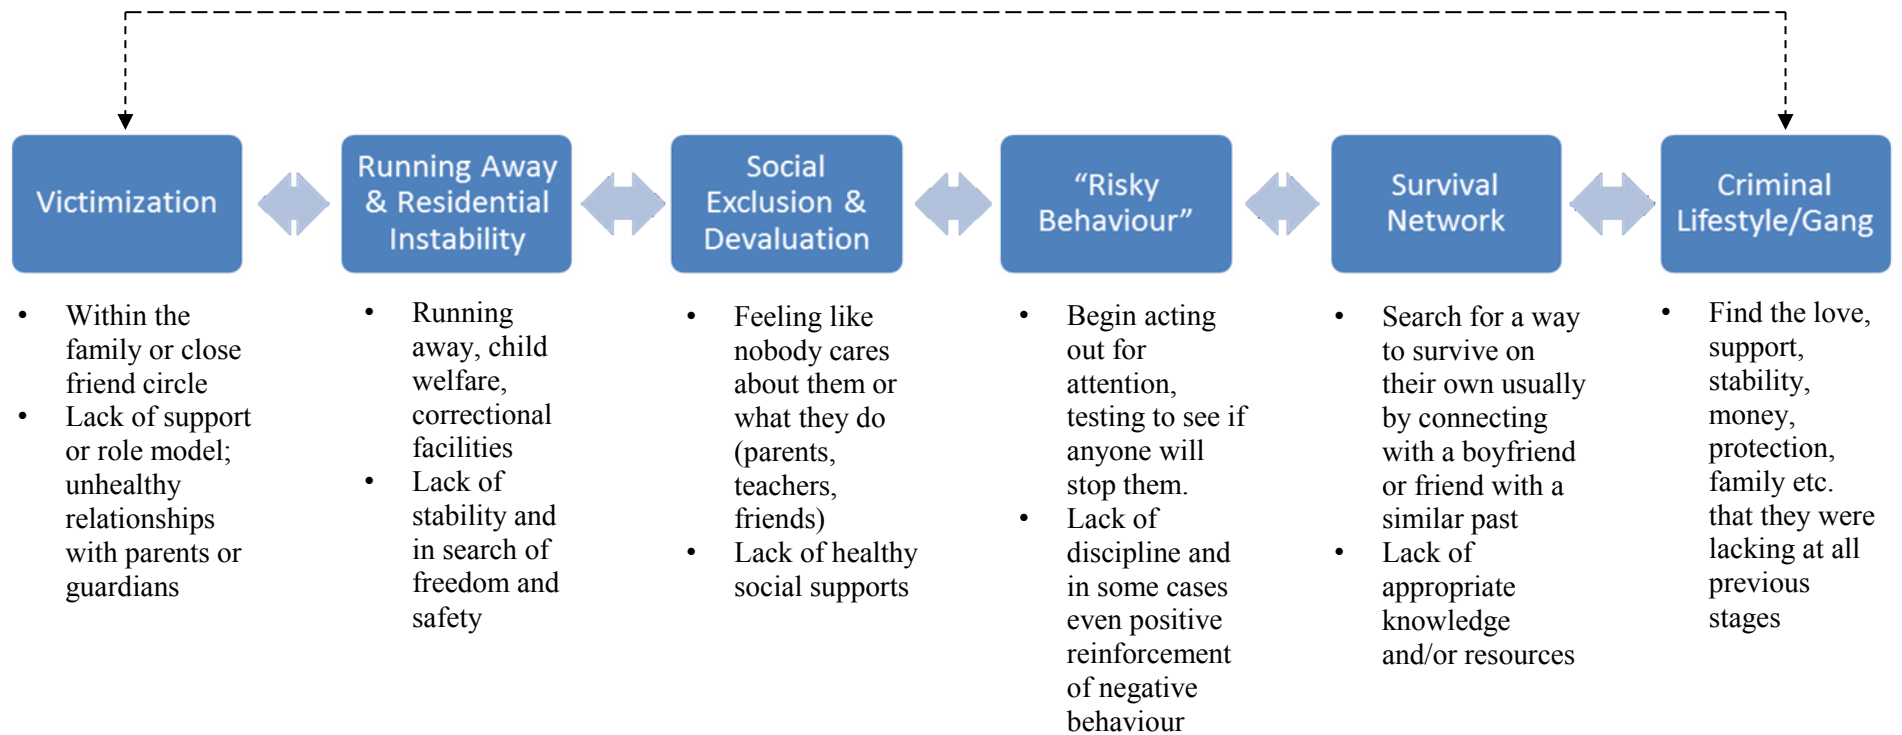 Victimization
Running Away
& Residential
Instability
Social
Exclusion &
Devaluation
“Risky
Behaviour”
Survival
Network
Criminal
Lifestyle/Gang
• Within the
family or close
friend circle
• Lack of support
or role model;
unhealthy
relationships
with parents or
guardians
• Running
away, child
welfare,
correctional
facilities
• Lack of
stability and
in search of
freedom and
safety
• Feeling like
nobody cares
about them or
what they do
(parents,
teachers,
friends)
• Lack of healthy
social supports
• Begin acting
out for
attention,
testing to see if
anyone will
stop them.
• Lack of
discipline and
in some cases
even positive
reinforcement
of negative
behaviour
• Search for a way
to survive on
their own usually
by connecting
with a boyfriend
or friend with a
similar past
• Lack of
appropriate
knowledge
and/or resources
• Find the love,
support,
stability,
money,
protection,
family etc.
that they were
lacking at all
previous
stages